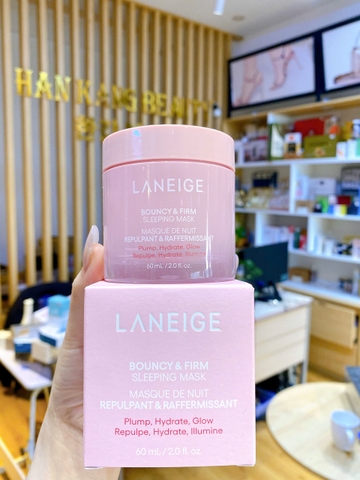 HAN KANG BEAUTY
LANEIGE
BOUNCY & FIRM
SLEEPING MASK
MASQUE DE NUIT
REPULPANT & RAFFERMISSANT
Plump, Hydrate, Glow
Repulpe, Hydrate, Illumine
60 mL / 2.0 fl. oz.
LANEIGE
BOUNCY & FIRM
SLEEPING MASK
MASQUE DE NUIT
REPULPANT & RAFFERMISSANT
Plump, Hydrate, Glow
Repulpe, Hydrate, Illumine
60 mL / 2.0 fl. oz.